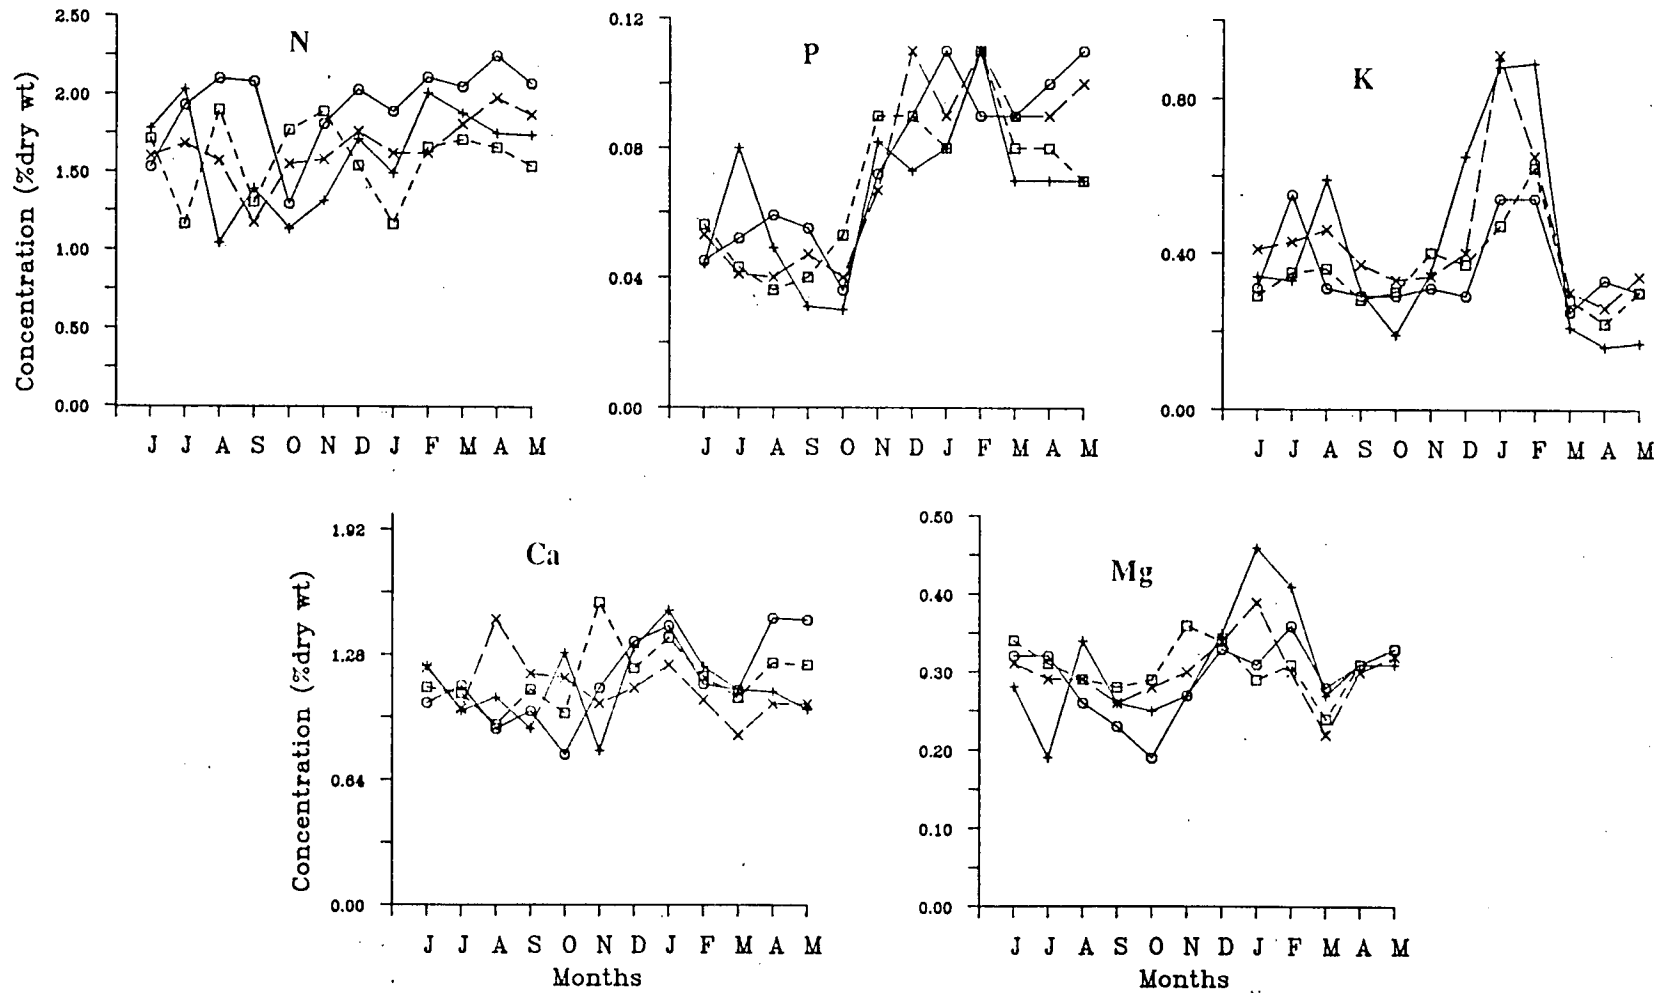 N
Concentration (%dry wt)
2.50
2.00
1.50
1.00
0.50
0.00
J J A S O N D J F M A M
P
0.12
0.08
0.04
0.00
J J A S O N D J F M A M
K
0.80
0.40
0.00
J J A S O N D J F M A M
Ca
Concentration (%dry wt)
1.92
1.28
0.64
0.00
J J A S O N D J F M A M
Months
Mg
0.50
0.40
0.30
0.20
0.10
0.00
J J A S O N D J F M A M
Months